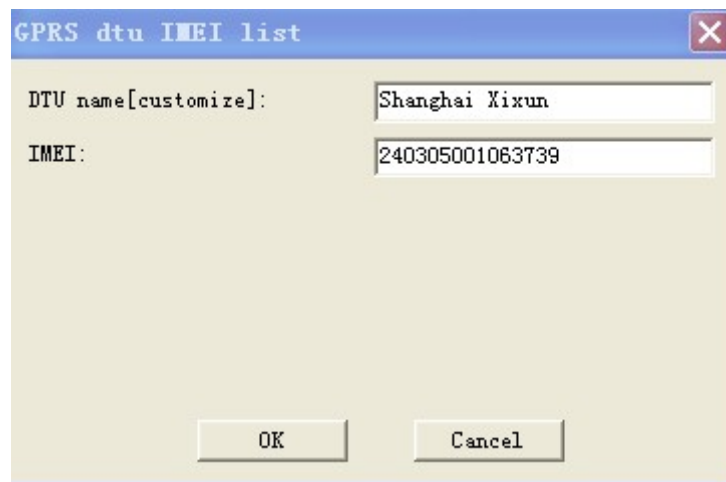 GPRS dtu IMEI list
DTU name[customize]:
Shanghai Xixun
IMEI:
240305001063739
OK
Cancel